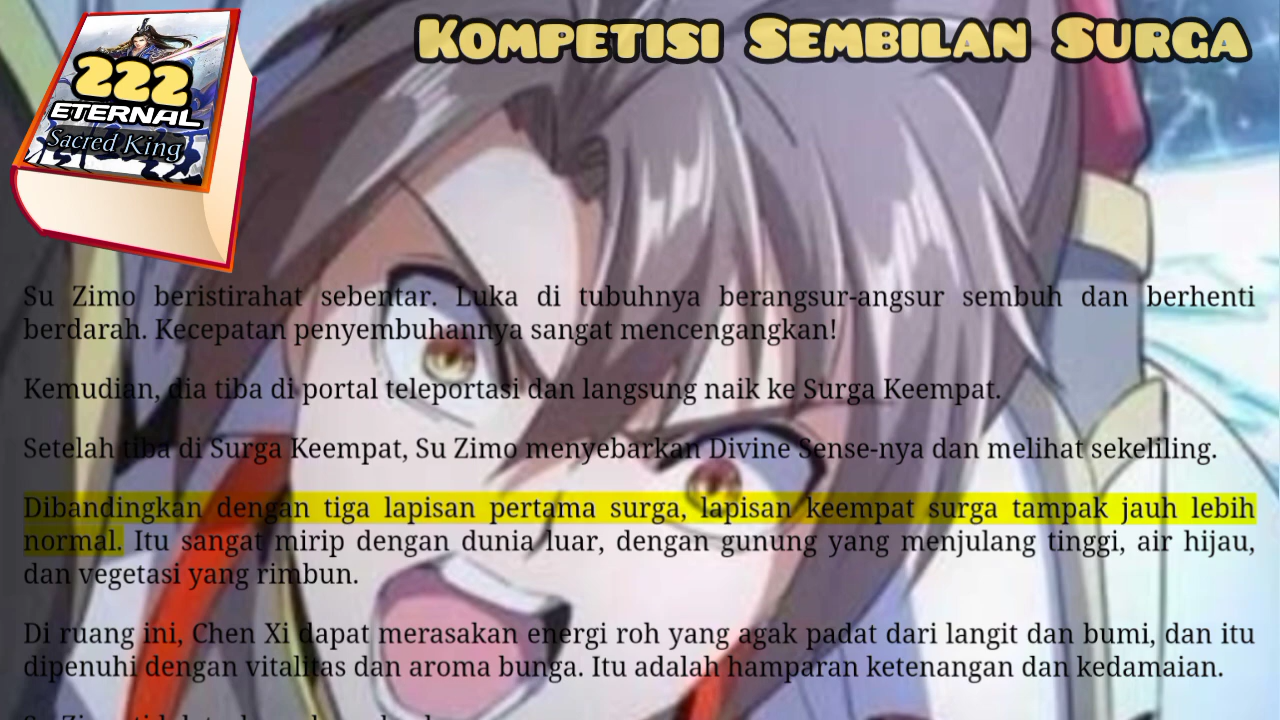 Kompetisi Sembilan Surga
222
ETERNAL
Sacred King
Su Zimo beristirahat sebentar. Luka di tubuhnya berangsur-angsur sembuh dan berhenti
berdarah. Kecepatan penyembuhannya sangat mencengangkan!
Kemudian, dia tiba di portal teleportasi dan langsung naik ke Surga Keempat.
Setelah tiba di Surga Keempat, Su Zimo menyebarkan Divine Sense-nya dan melihat sekeliling.
Dibandingkan dengan tiga lapisan pertama surga, lapisan keempat surga tampak jauh lebih
normal. Itu sangat mirip dengan dunia luar, dengan gunung yang menjulang tinggi, air hijau,
dan vegetasi yang rimbun.
Di ruang ini, Chen Xi dapat merasakan energi roh yang agak padat dari langit dan bumi, dan itu
dipenuhi dengan vitalitas dan aroma bunga. Itu adalah hamparan ketenangan dan kedamaian.